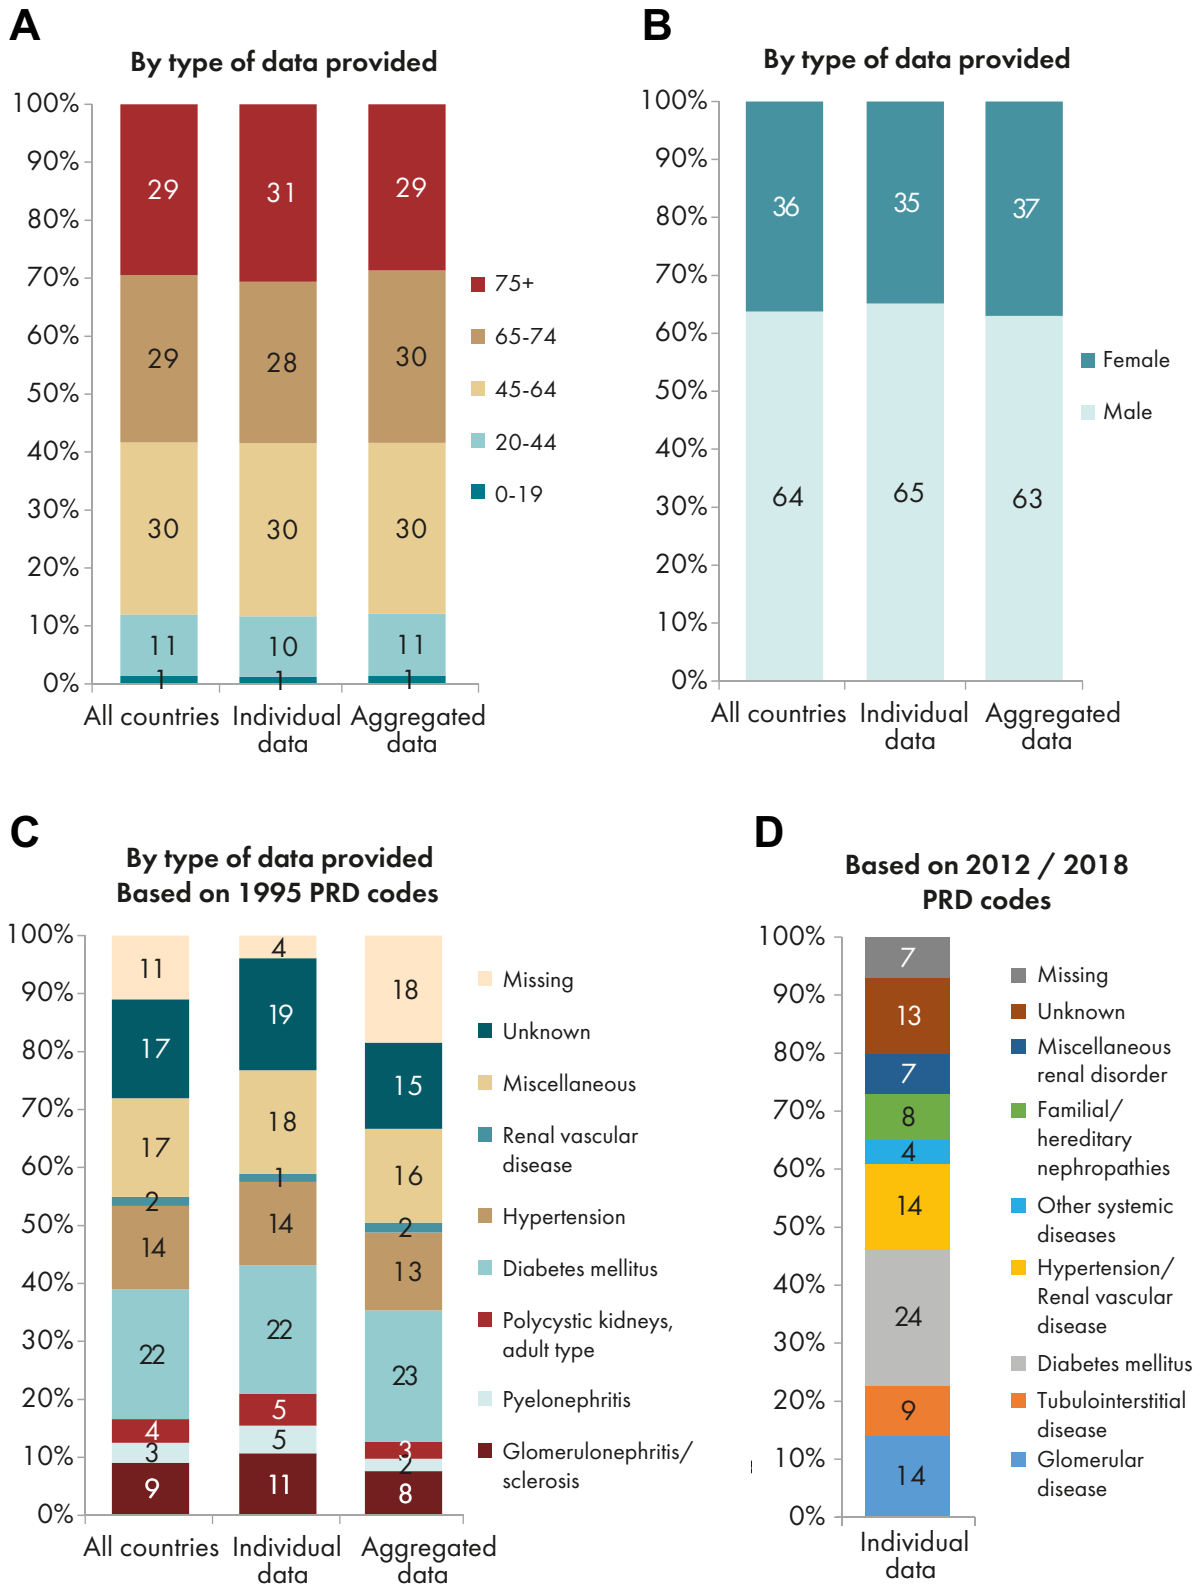 A
By type of data provided
100%
90%
80%
70%
60%
50%
40%
30%
20%
10%
0%
29
31
29
29
28
30
30
30
30
11
10
11
1
1
1
All countries
Individual
data
Aggregated
data
75+
65-74
45-64
20-44
0-19
B
By type of data provided
100%
90%
80%
70%
60%
50%
40%
30%
20%
10%
0%
36
35
37
64
65
63
All countries
Individual
data
Aggregated
data
Female
Male
C
By type of data provided
Based on 1995 PRD codes
100%
90%
80%
70%
60%
50%
40%
30%
20%
10%
0%
11
4
18
17
19
15
17
18
16
2
1
2
14
14
13
22
22
23
4
5
3
3
5
2
9
11
8
All countries
Individual
data
Aggregated
data
Missing
Unknown
Miscellaneous
Renal vascular
disease
Hypertension
Diabetes mellitus
Polycystic kidneys,
adult type
Pyelonephritis
Glomerulonephritis/
sclerosis
D
Based on 2012 / 2018
PRD codes
100%
90%
80%
70%
60%
50%
40%
30%
20%
10%
0%
7
13
7
8
4
14
24
9
14
Individual
data
Missing
Unknown
Miscellaneous
renal disorder
Familial/
hereditary
nephropathies
Other systemic
diseases
Hypertension/
Renal vascular
disease
Diabetes mellitus
Tubulointerstitial
disease
Glomerular
disease